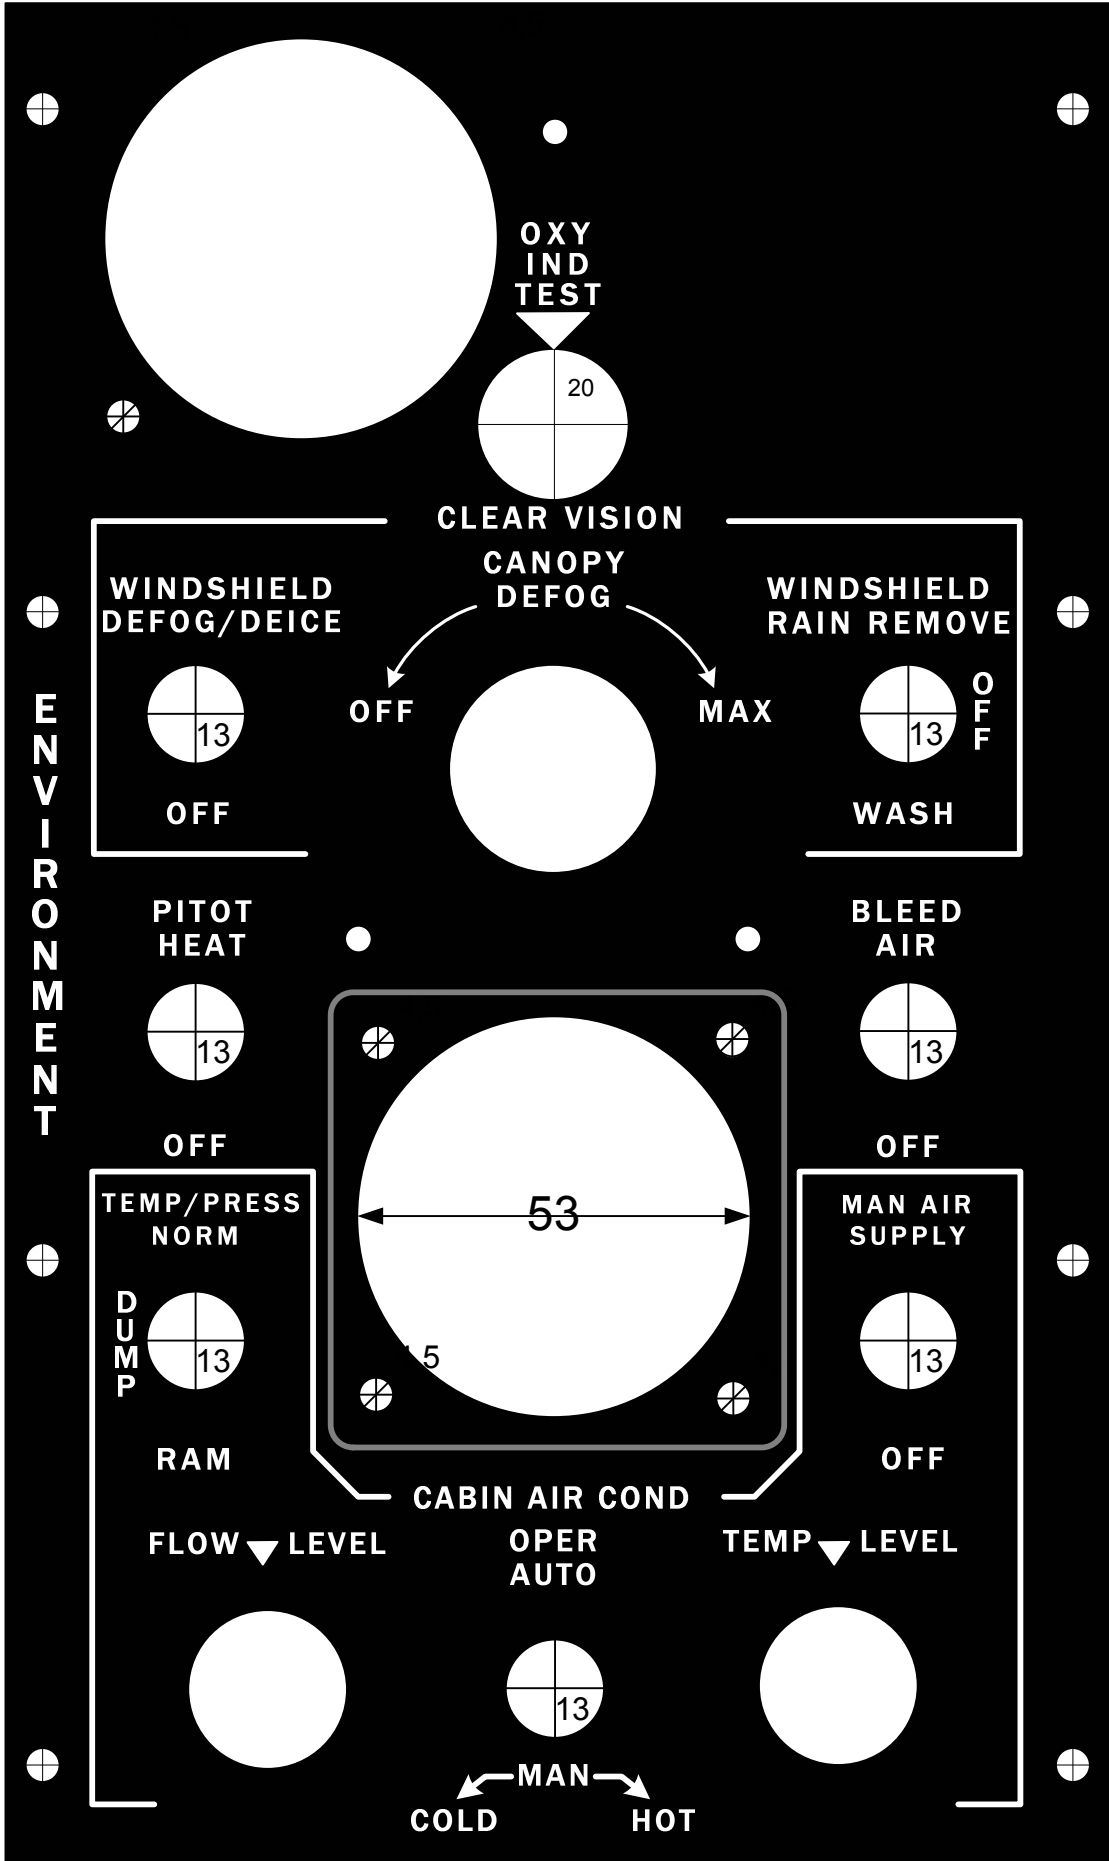 OXY
IND
TEST
20
CLEAR VISION
CANOPY
DEFOG
WINDSHIELD
DEFOG/DEICE
13
OFF
OFF
MAX
WINDSHIELD
RAIN REMOVE
13
OFF
WASH
ENVIRONMENT
PITOT
HEAT
13
OFF
BLEED
AIR
13
OFF
53
5
TEMP/PRESS
NORM
DUMP
13
RAM
MAN AIR
SUPPLY
13
OFF
CABIN AIR COND
FLOW LEVEL
OPER
AUTO
TEMP LEVEL
13
MAN
COLD
HOT